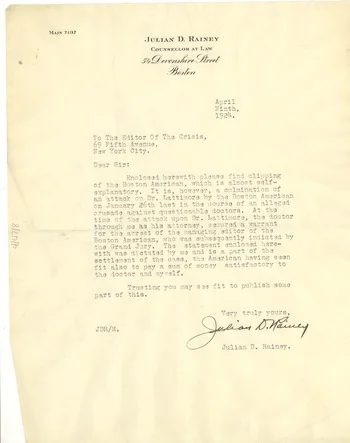 Main 7197
JULIAN D. RAINEY
COUNSELLOR AT LAW
34 Devonshire Street
Boston
April
Ninth,
1924.
To The Editor Of The Crisis,
69 Fifth Avenue,
New York City.
Dear Sir:
Enclosed herewith please find clipping
of the Boston American, which is almost self-
explanatory. It is, however, a culmination of
an attack on Dr. Lattimore by the Boston American
on January 26th last in the course of an alleged
crusade against questionable doctors. At the
time of the attack upon Dr. Lattimore, the doctor
through me as his attorney, secured a warrant
for the arrest of the managing editor of the
Boston American, who was subsequently indicted by
the Grand Jury. The statement enclosed here-
with was dictated by me and is a part of the
settlement of the case, the American having seen
fit also to pay a sum of money satisfactory to
the doctor and myself.
Trusting you may see fit to publish some
part of this.
Very truly yours,
Julian D. Rainey
JDR/M.
Julian D. Rainey.